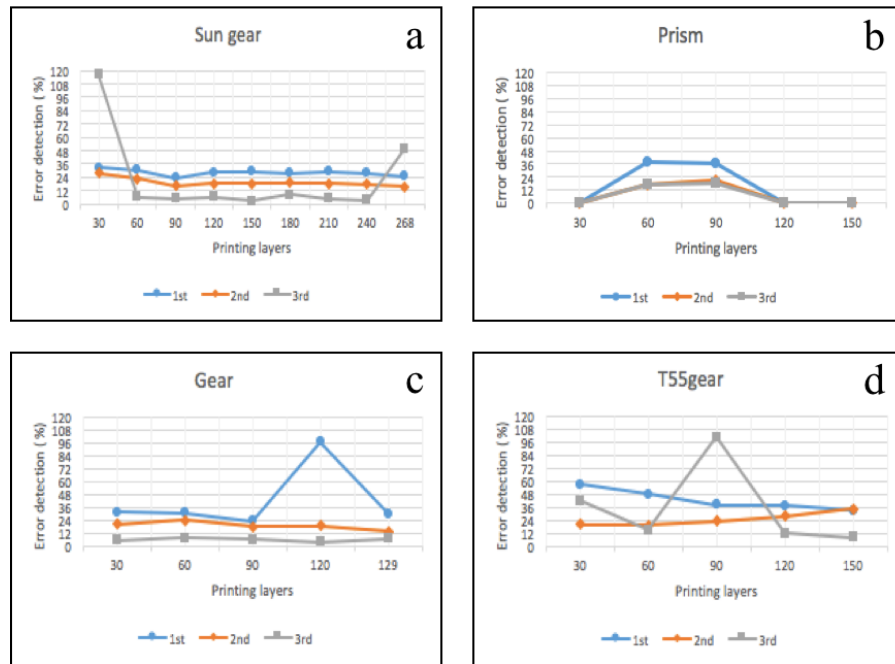 Sun gear
a
Error detection ( %)
120
108
96
84
72
60
48
36
24
12
0
30 60 90 120 150 180 210 240 268
Printing layers
1st 2nd 3rd
Prism
b
Error detection ( %)
120
108
96
84
72
60
48
36
24
12
0
30 60 90 120 150
Printing layers
1st 2nd 3rd
Gear
c
Error detection ( %)
120
108
96
84
72
60
48
36
24
12
0
30 60 90 120 129
Printing layers
1st 2nd 3rd
T55gear
d
Error detection ( %)
120
108
96
84
72
60
48
36
24
12
0
30 60 90 120 150
Printing layers
1st 2nd 3rd